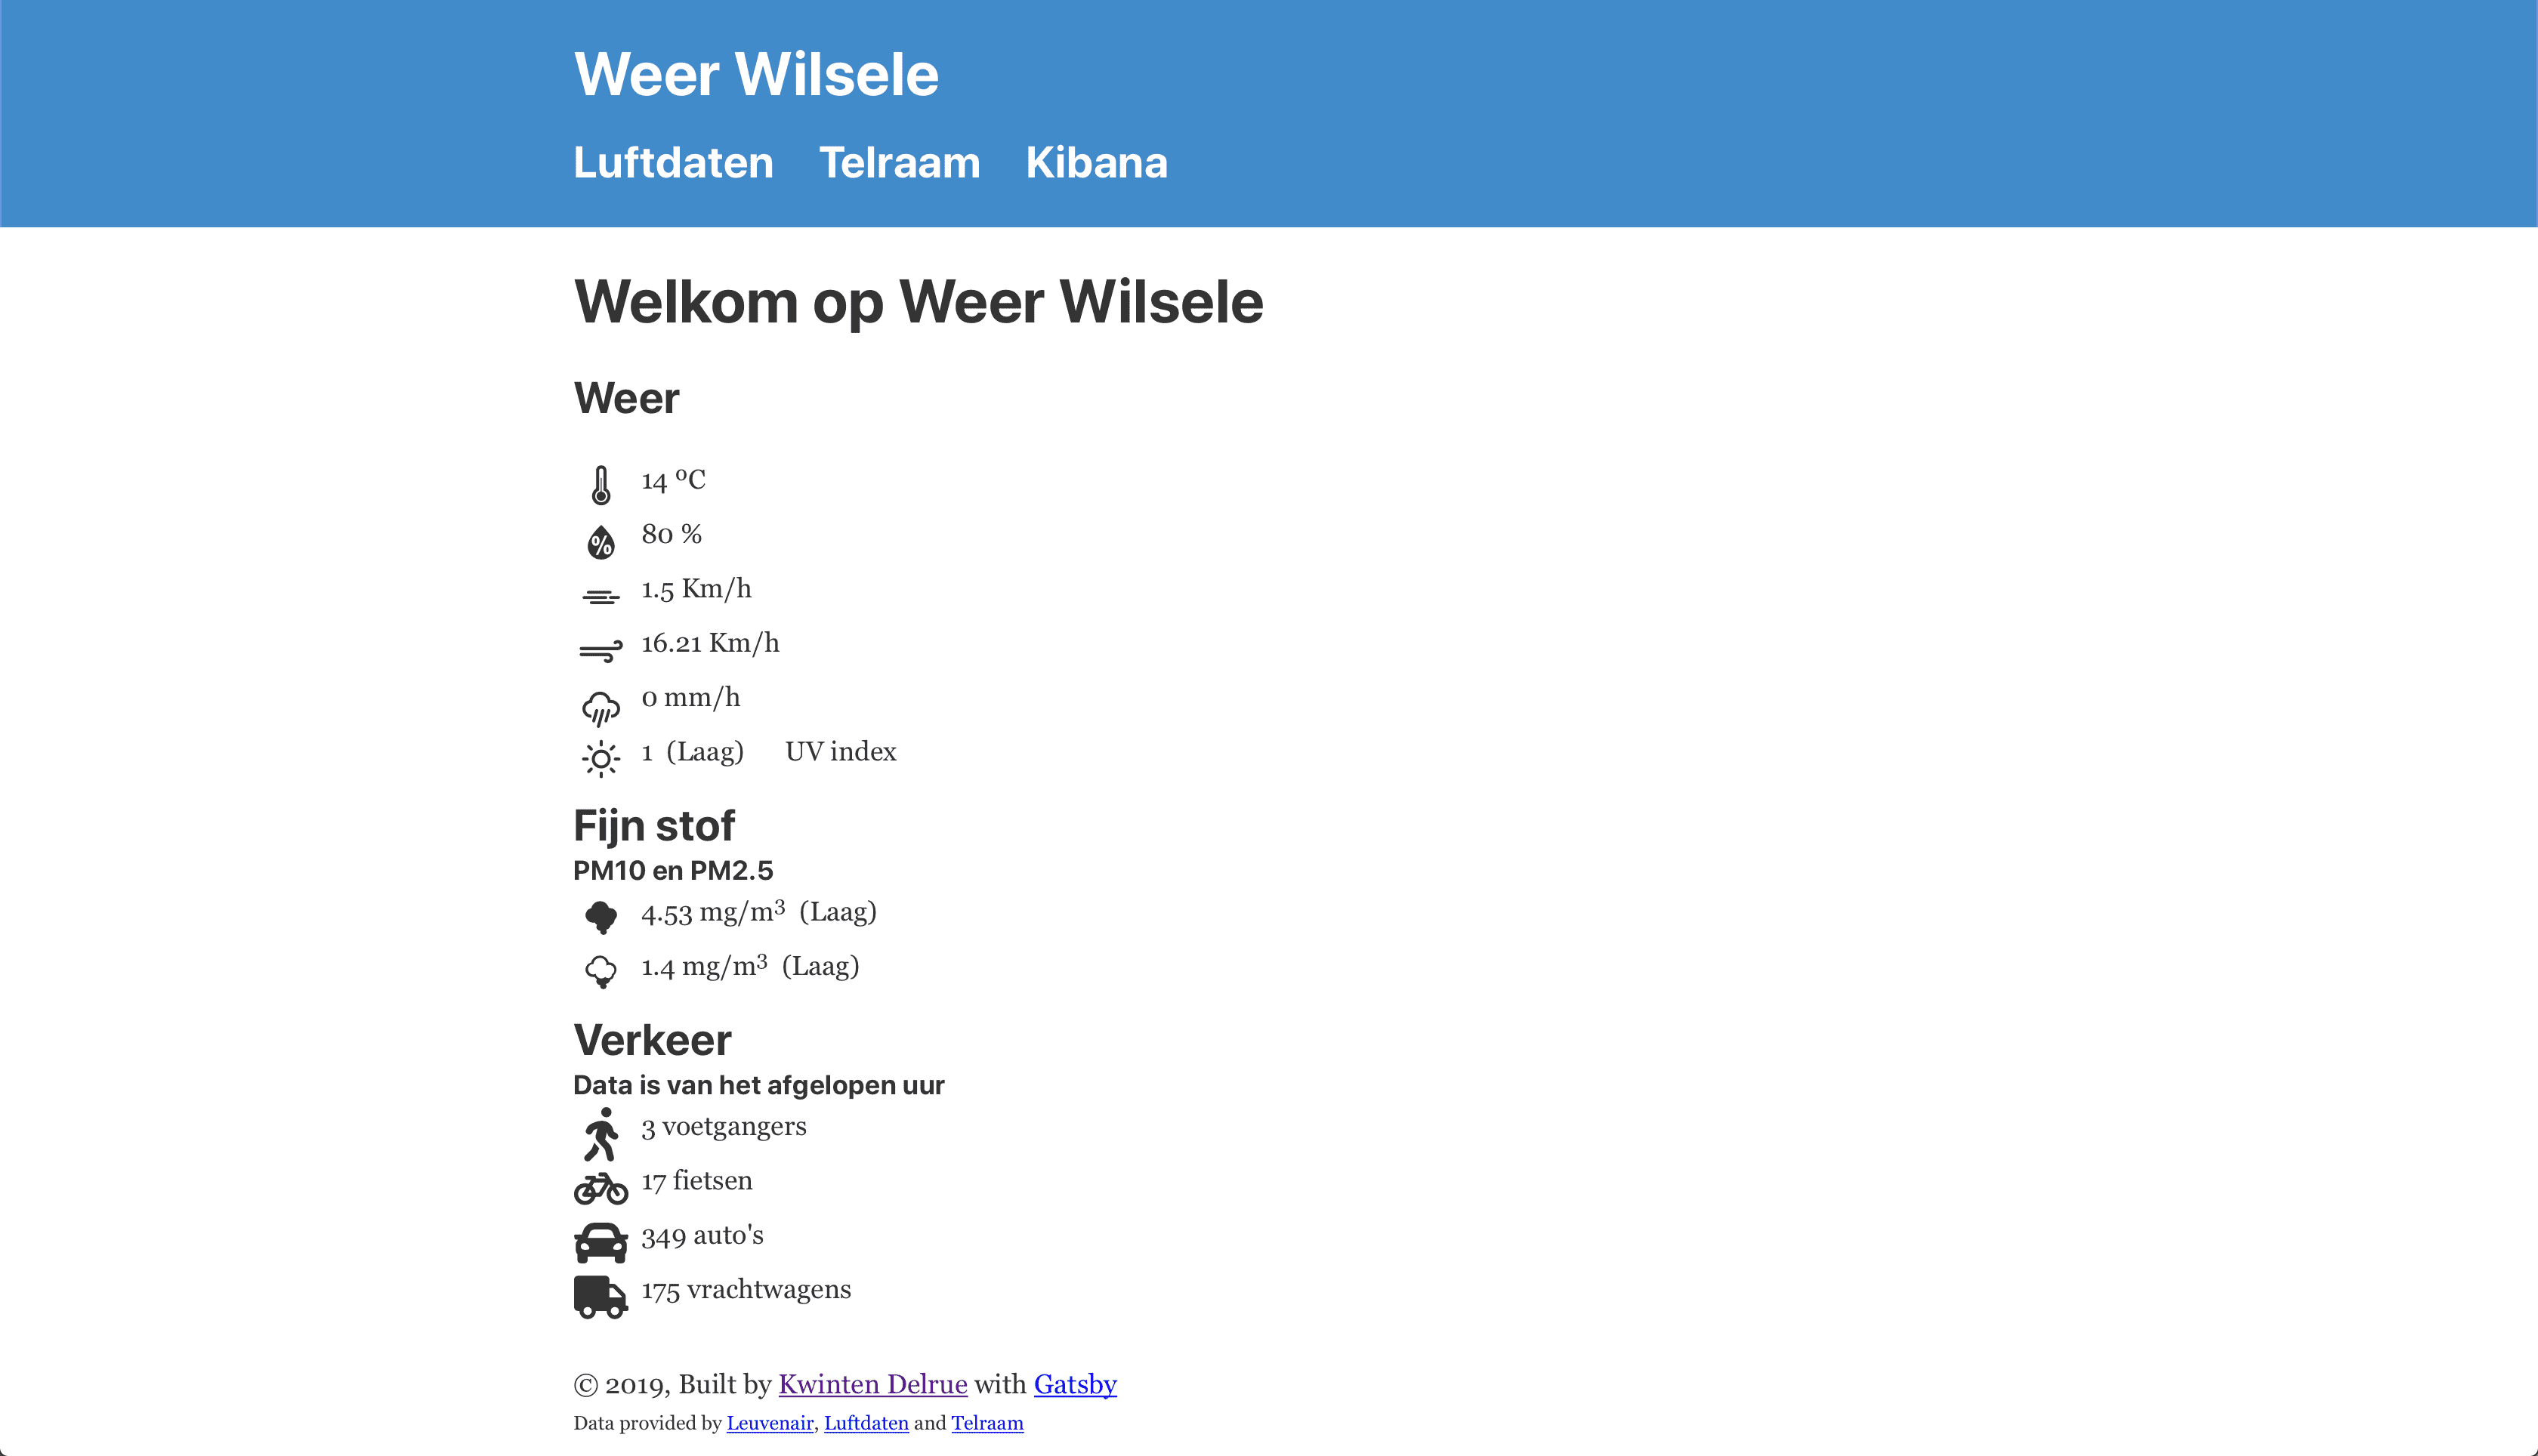 Weer Wilsele
Luftdaten Telraam Kibana
Welkom op Weer Wilsele
Weer
14 ºC
%
80 %
1.5 Km/h
16.21 Km/h
0 mm/h
1 (Laag) UV index
Fijn stof
PM10 en PM2.5
4.53 mg/m³ (Laag)
1.4 mg/m³ (Laag)
Verkeer
Data is van het afgelopen uur
3 voetgangers
17 fietsen
349 auto's
175 vrachtwagens
© 2019, Built by Kwinten Delrue with Gatsby
Data provided by Leuvenair, Luftdaten and Telraam